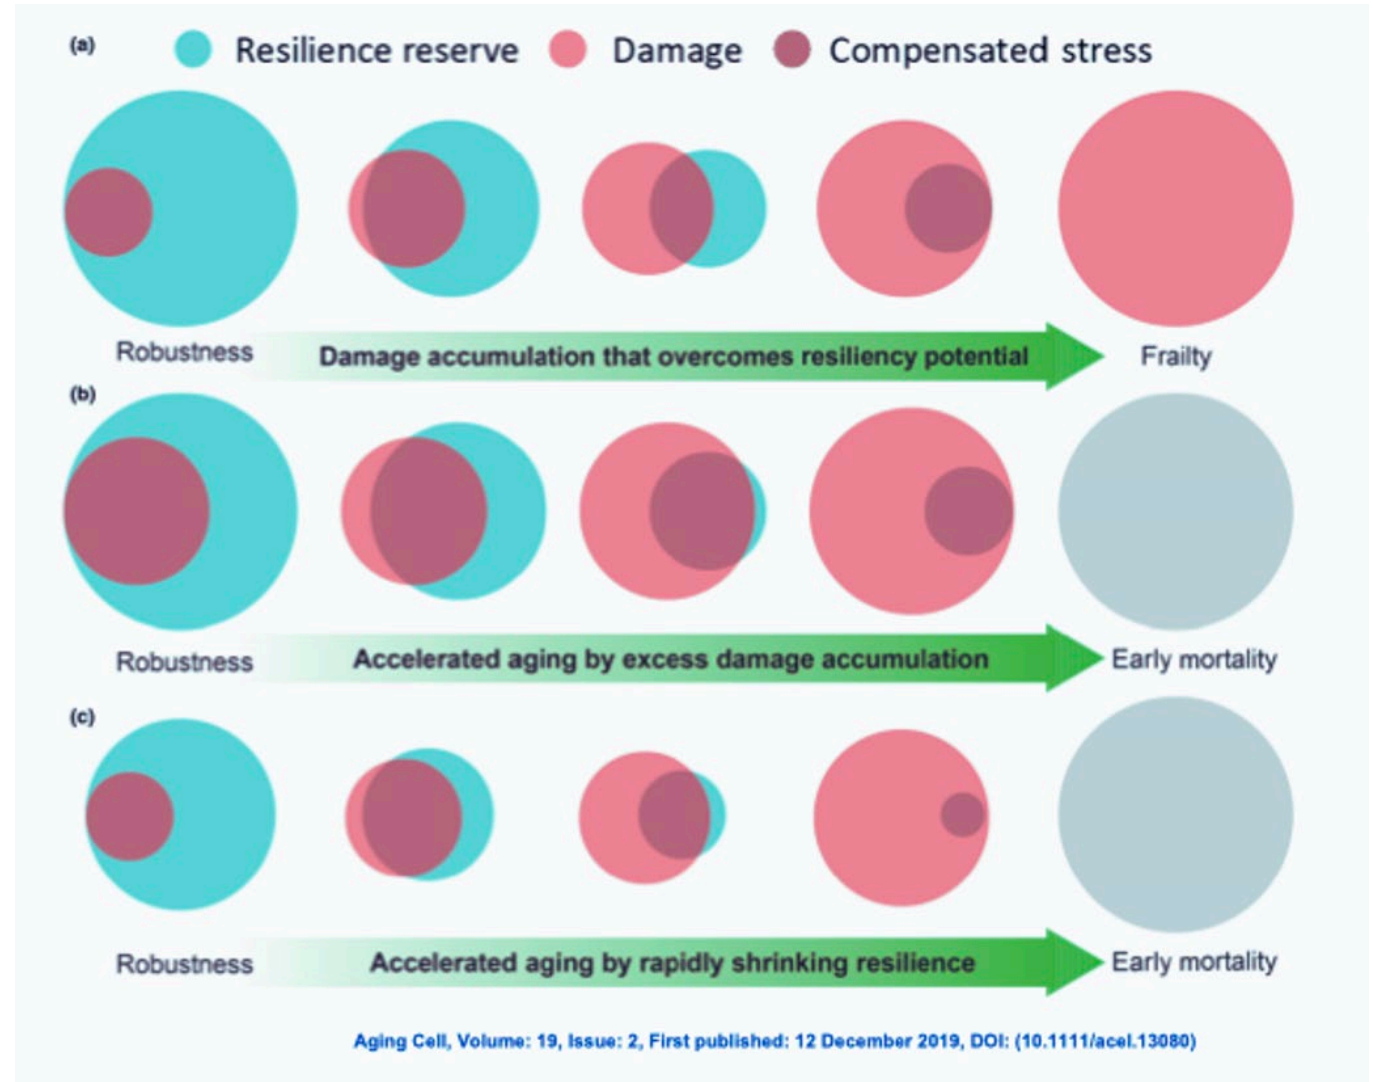 (a) Resilience reserve Damage Compensated stress
Robustness Damage accumulation that overcomes resiliency potential Frailty
(b)
Robustness Accelerated aging by excess damage accumulation Early mortality
(c)
Robustness Accelerated aging by rapidly shrinking resilience Early mortality
Aging Cell, Volume: 19, Issue: 2, First published: 12 December 2019, DOI: (10.1111/acel.13080)